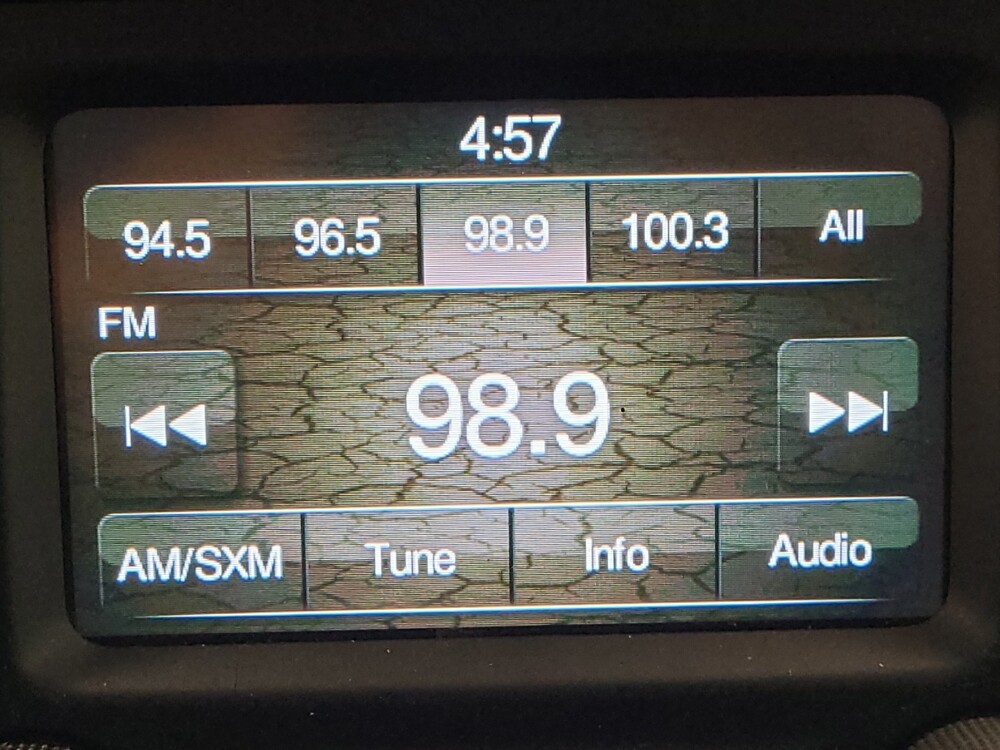 4:57
94.5 96.5 98.9 100.3 All
FM
98.9
AM/SXM Tune Info Audio